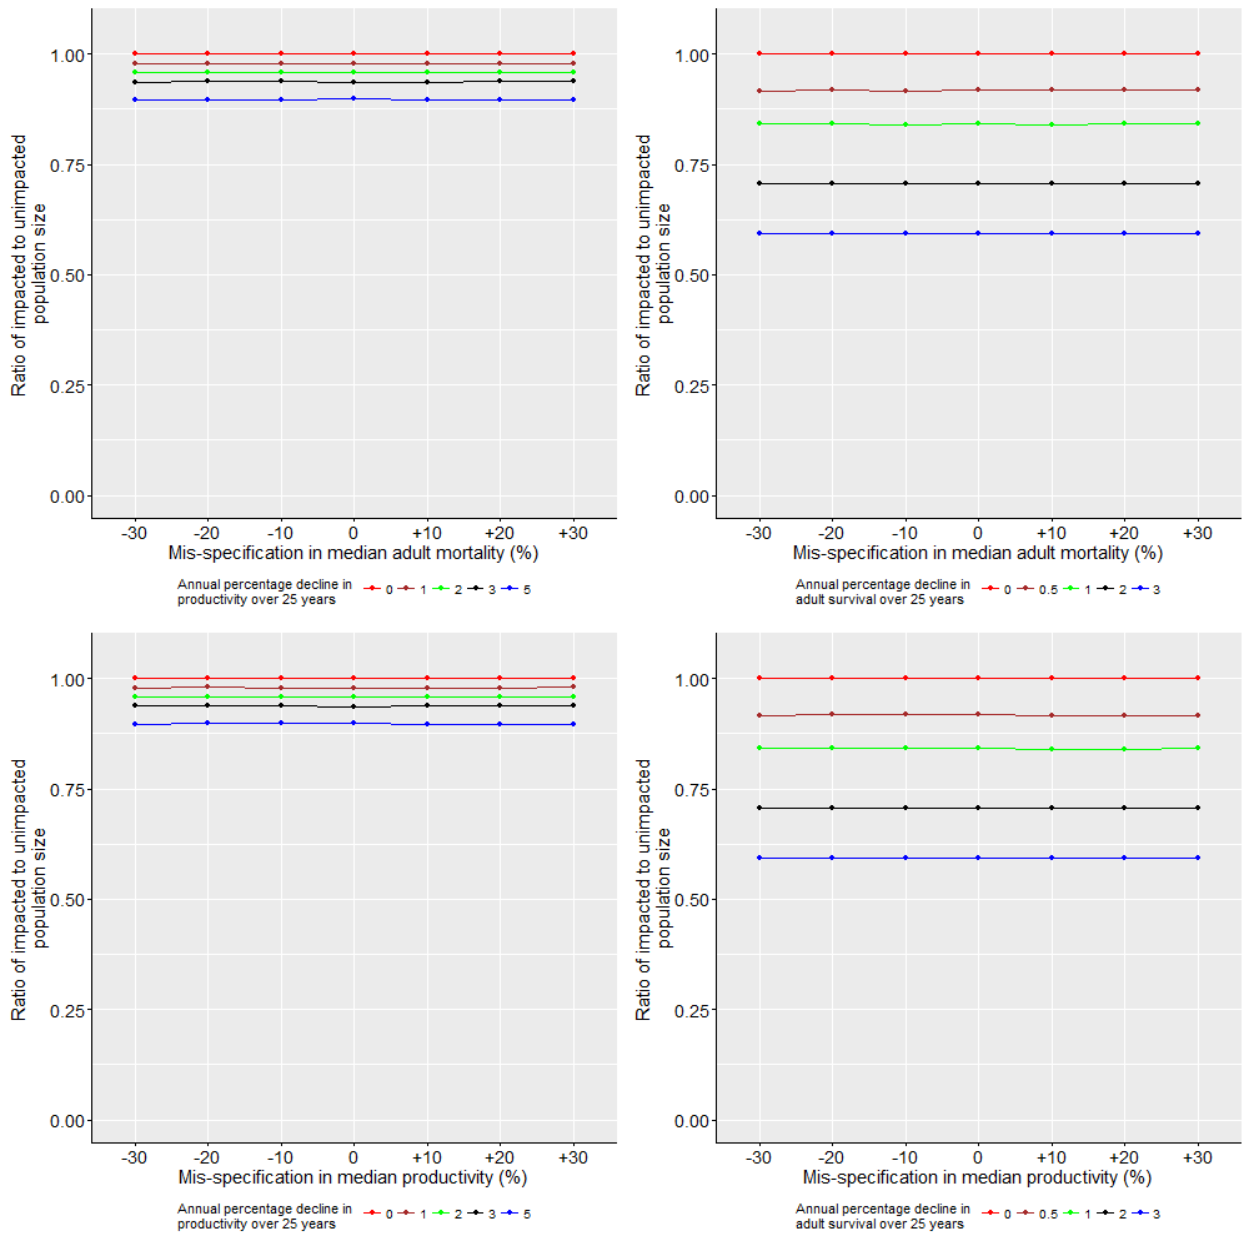 Ratio of impacted to unimpacted
population size
1.00
0.75
0.50
0.25
0.00
-30 -20 -10 0 +10 +20 +30
Mis-specification in median adult mortality (%)
Annual percentage decline in
productivity over 25 years 0 1 2 3 5
Ratio of impacted to unimpacted
population size
1.00
0.75
0.50
0.25
0.00
-30 -20 -10 0 +10 +20 +30
Mis-specification in median adult mortality (%)
Annual percentage decline in
adult survival over 25 years 0 0.5 1 2 3
Ratio of impacted to unimpacted
population size
1.00
0.75
0.50
0.25
0.00
-30 -20 -10 0 +10 +20 +30
Mis-specification in median productivity (%)
Annual percentage decline in
productivity over 25 years 0 1 2 3 5
Ratio of impacted to unimpacted
population size
1.00
0.75
0.50
0.25
0.00
-30 -20 -10 0 +10 +20 +30
Mis-specification in median productivity (%)
Annual percentage decline in
adult survival over 25 years 0 0.5 1 2 3